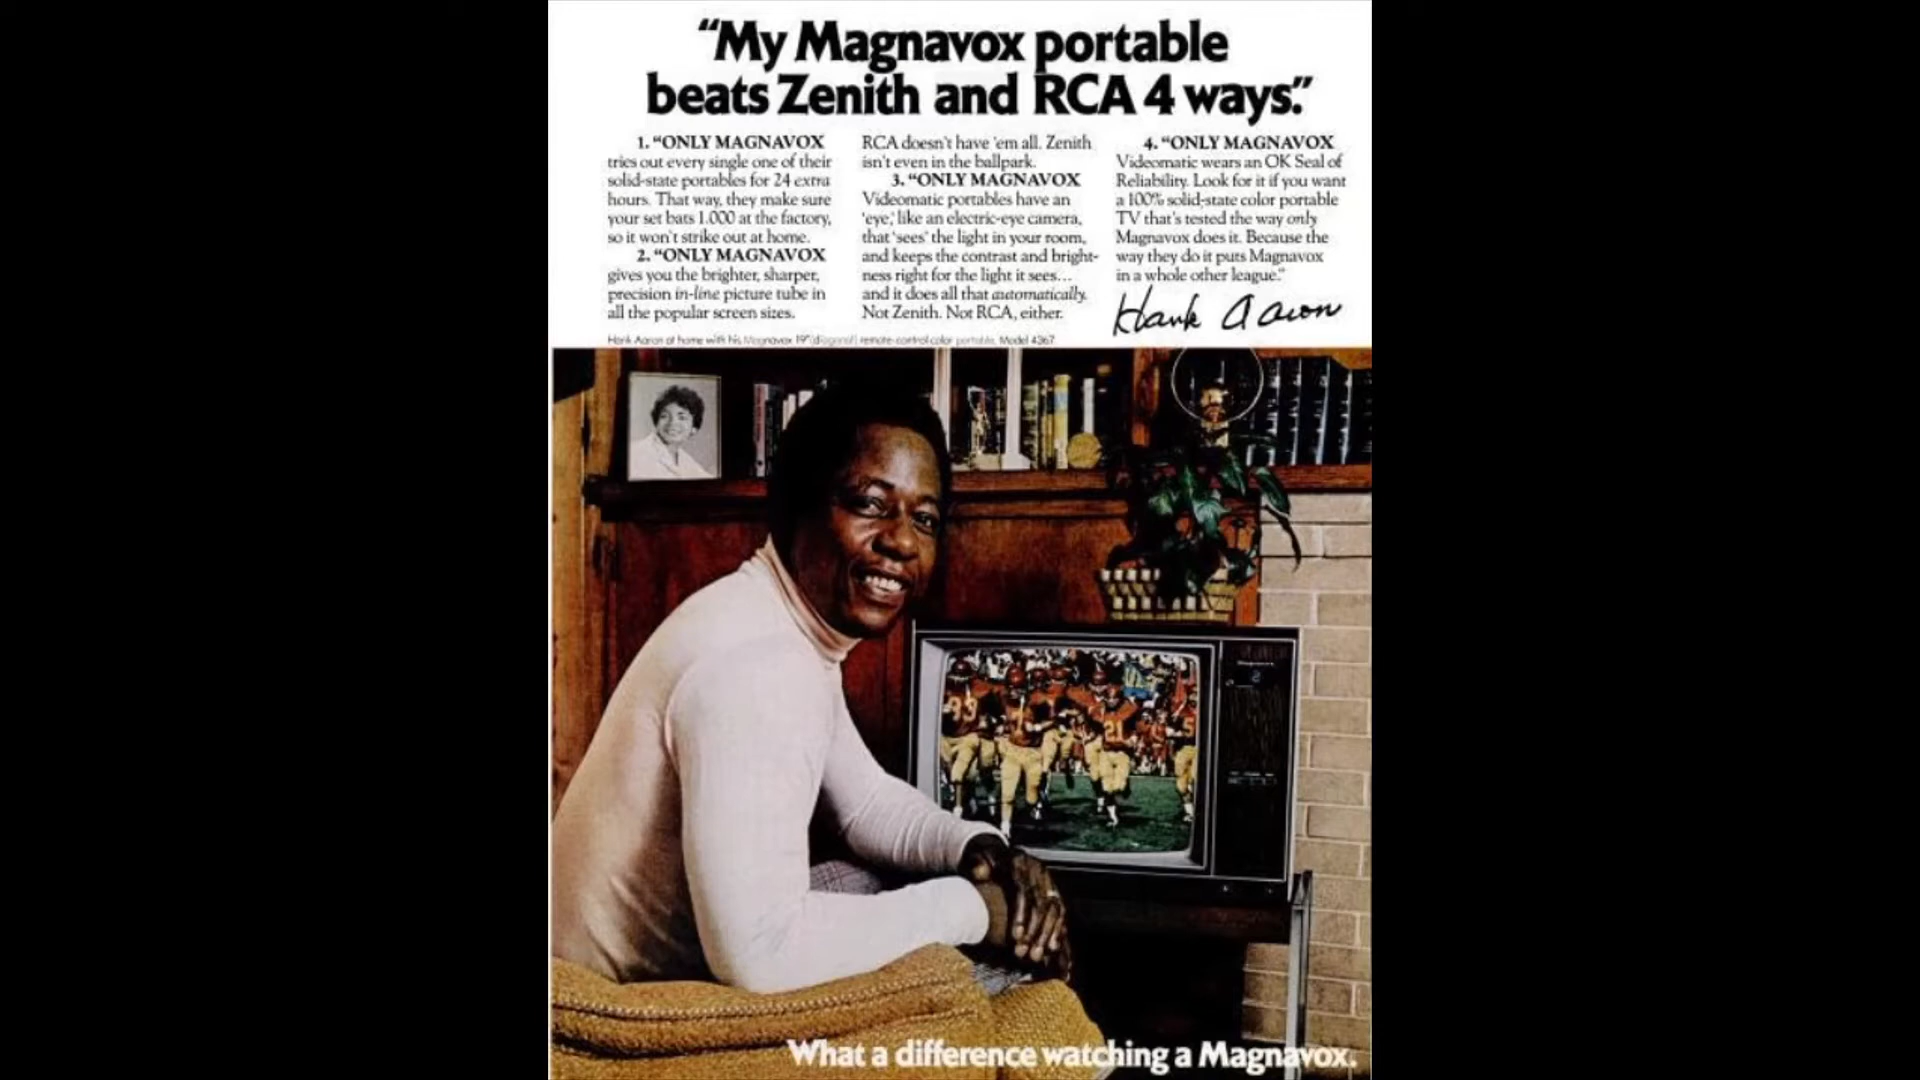 “My Magnavox portable
beats Zenith and RCA 4 ways.”
1. “ONLY MAGNAVOX
tries out every single one of their
solid-state portables for 24 extra
hours. That way, they make sure
your set bats 1.000 at the factory,
so it won't strike out at home.
2. “ONLY MAGNAVOX
gives you the brighter, sharper,
precision in-line picture tube in
all the popular screen sizes.
RCA doesn't have 'em all. Zenith
isn't even in the ballpark.
3. “ONLY MAGNAVOX
Videomatic portables have an
'eye,' like an electric-eye camera,
that 'sees' the light in your room,
and keeps the contrast and bright-
ness right for the light it sees...
and it does all that automatically.
Not Zenith. Not RCA, either.
4. “ONLY MAGNAVOX
Videomatic wears an OK Seal of
Reliability. Look for it if you want
a 100% solid-state color portable
TV that's tested the way only
Magnavox does it. Because the
way they do it puts Magnavox
in a whole other league.”
Hank Aaron
Hank Aaron at home with his Magnavox 19" (diagonal) remote-control color portable, Model 4367
93
21
What a difference watching a Magnavox.